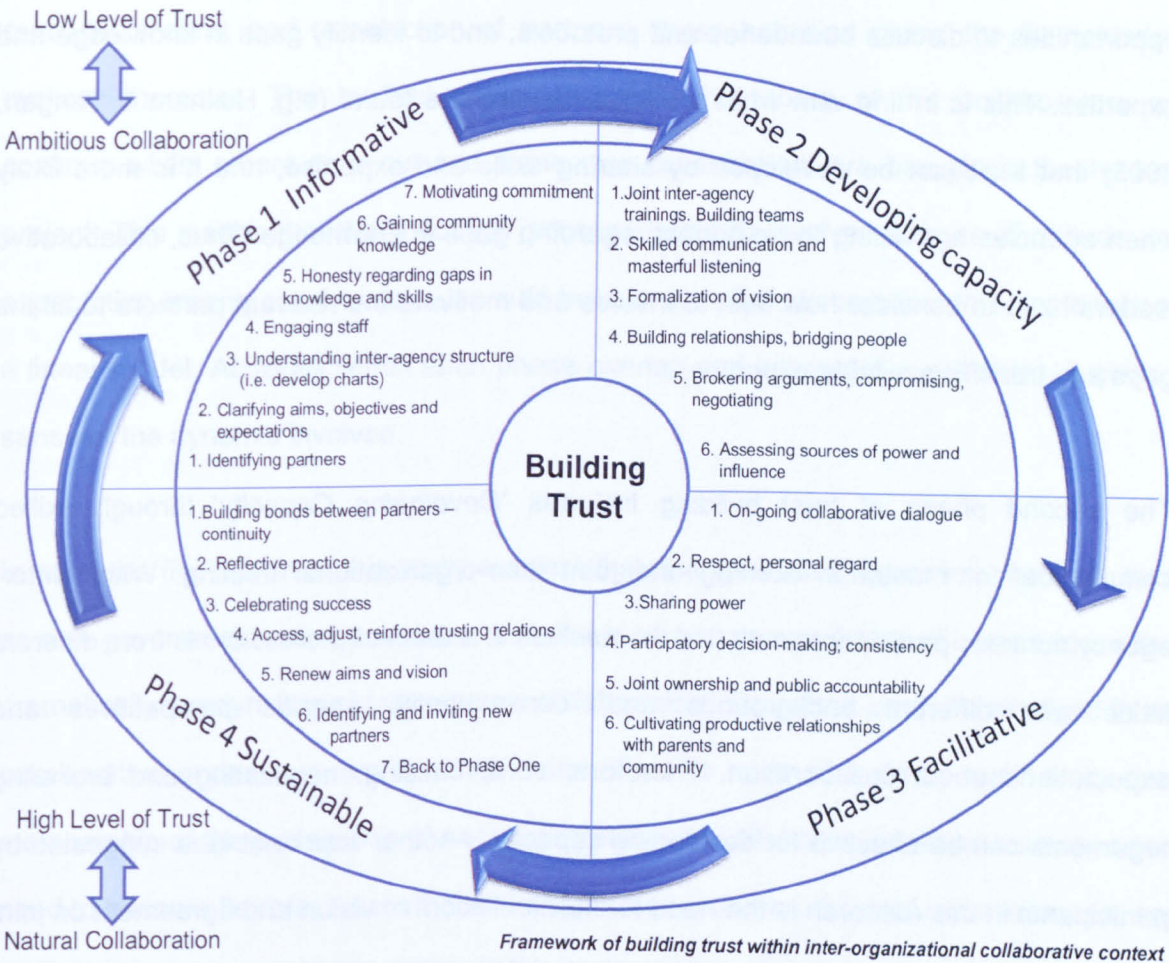 Low Level of Trust
Ambitious Collaboration
Phase 1 Informative
7. Motivating commitment
6. Gaining community
knowledge
5. Honesty regarding gaps in
knowledge and skills
4. Engaging staff
3. Understanding inter-agency structure
(i.e. develop charts)
2. Clarifying aims, objectives and
expectations
1. Identifying partners
Phase 2 Developing capacity
1.Joint inter-agency
trainings. Building teams
2. Skilled communication and
masterful listening
3. Formalization of vision
4. Building relationships, bridging people
5. Brokering arguments, compromising,
negotiating
6. Assessing sources of power and
influence
Building
Trust
1. On-going collaborative dialogue
2. Respect, personal regard
3.Sharing power
4.Participatory decision-making; consistency
5. Joint ownership and public accountability
6. Cultivating productive relationships
with parents and
community
Phase 3 Facilitative
1.Building bonds between partners –
continuity
2. Reflective practice
3. Celebrating success
4. Access, adjust, reinforce trusting relations
5. Renew aims and vision
6. Identifying and inviting new
partners
7. Back to Phase One
Phase 4 Sustainable
High Level of Trust
Natural Collaboration
Framework of building trust within inter-organizational collaborative context